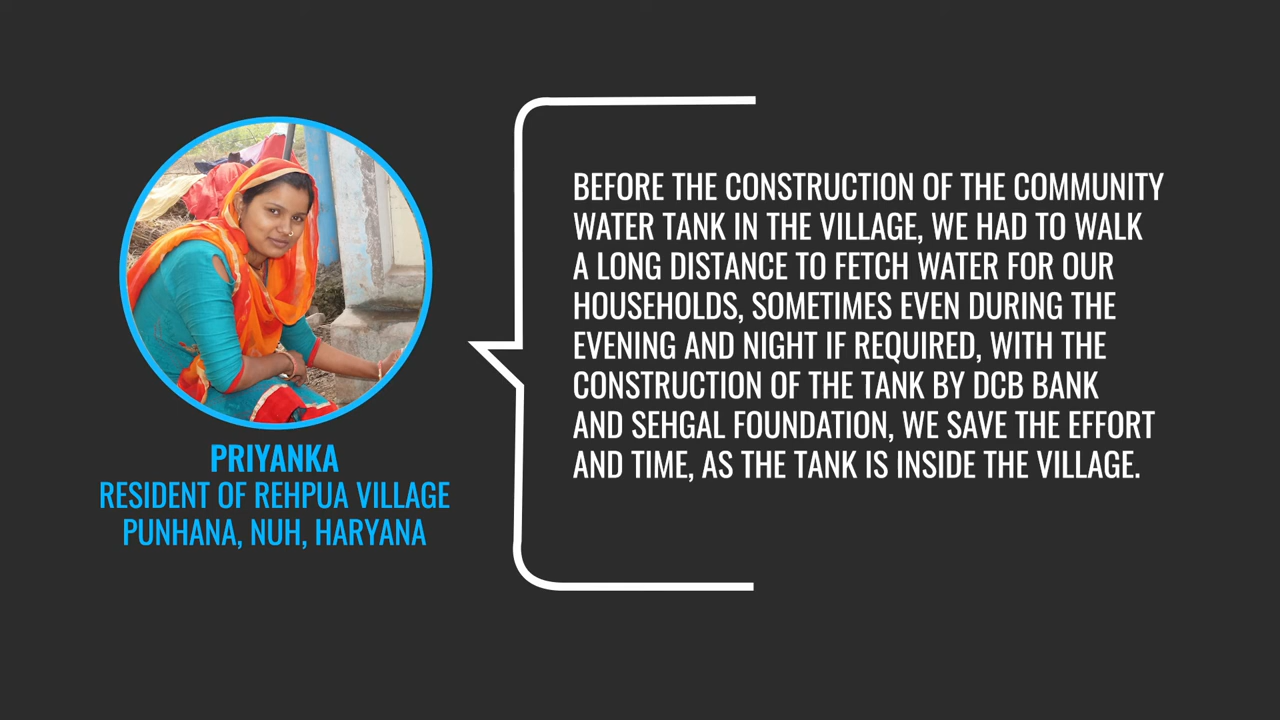 PRIYANKA
RESIDENT OF REHPUA VILLAGE
PUNHANA, NUH, HARYANA
BEFORE THE CONSTRUCTION OF THE COMMUNITY
WATER TANK IN THE VILLAGE, WE HAD TO WALK
A LONG DISTANCE TO FETCH WATER FOR OUR
HOUSEHOLDS, SOMETIMES EVEN DURING THE
EVENING AND NIGHT IF REQUIRED, WITH THE
CONSTRUCTION OF THE TANK BY DCB BANK
AND SEHGAL FOUNDATION, WE SAVE THE EFFORT
AND TIME, AS THE TANK IS INSIDE THE VILLAGE.